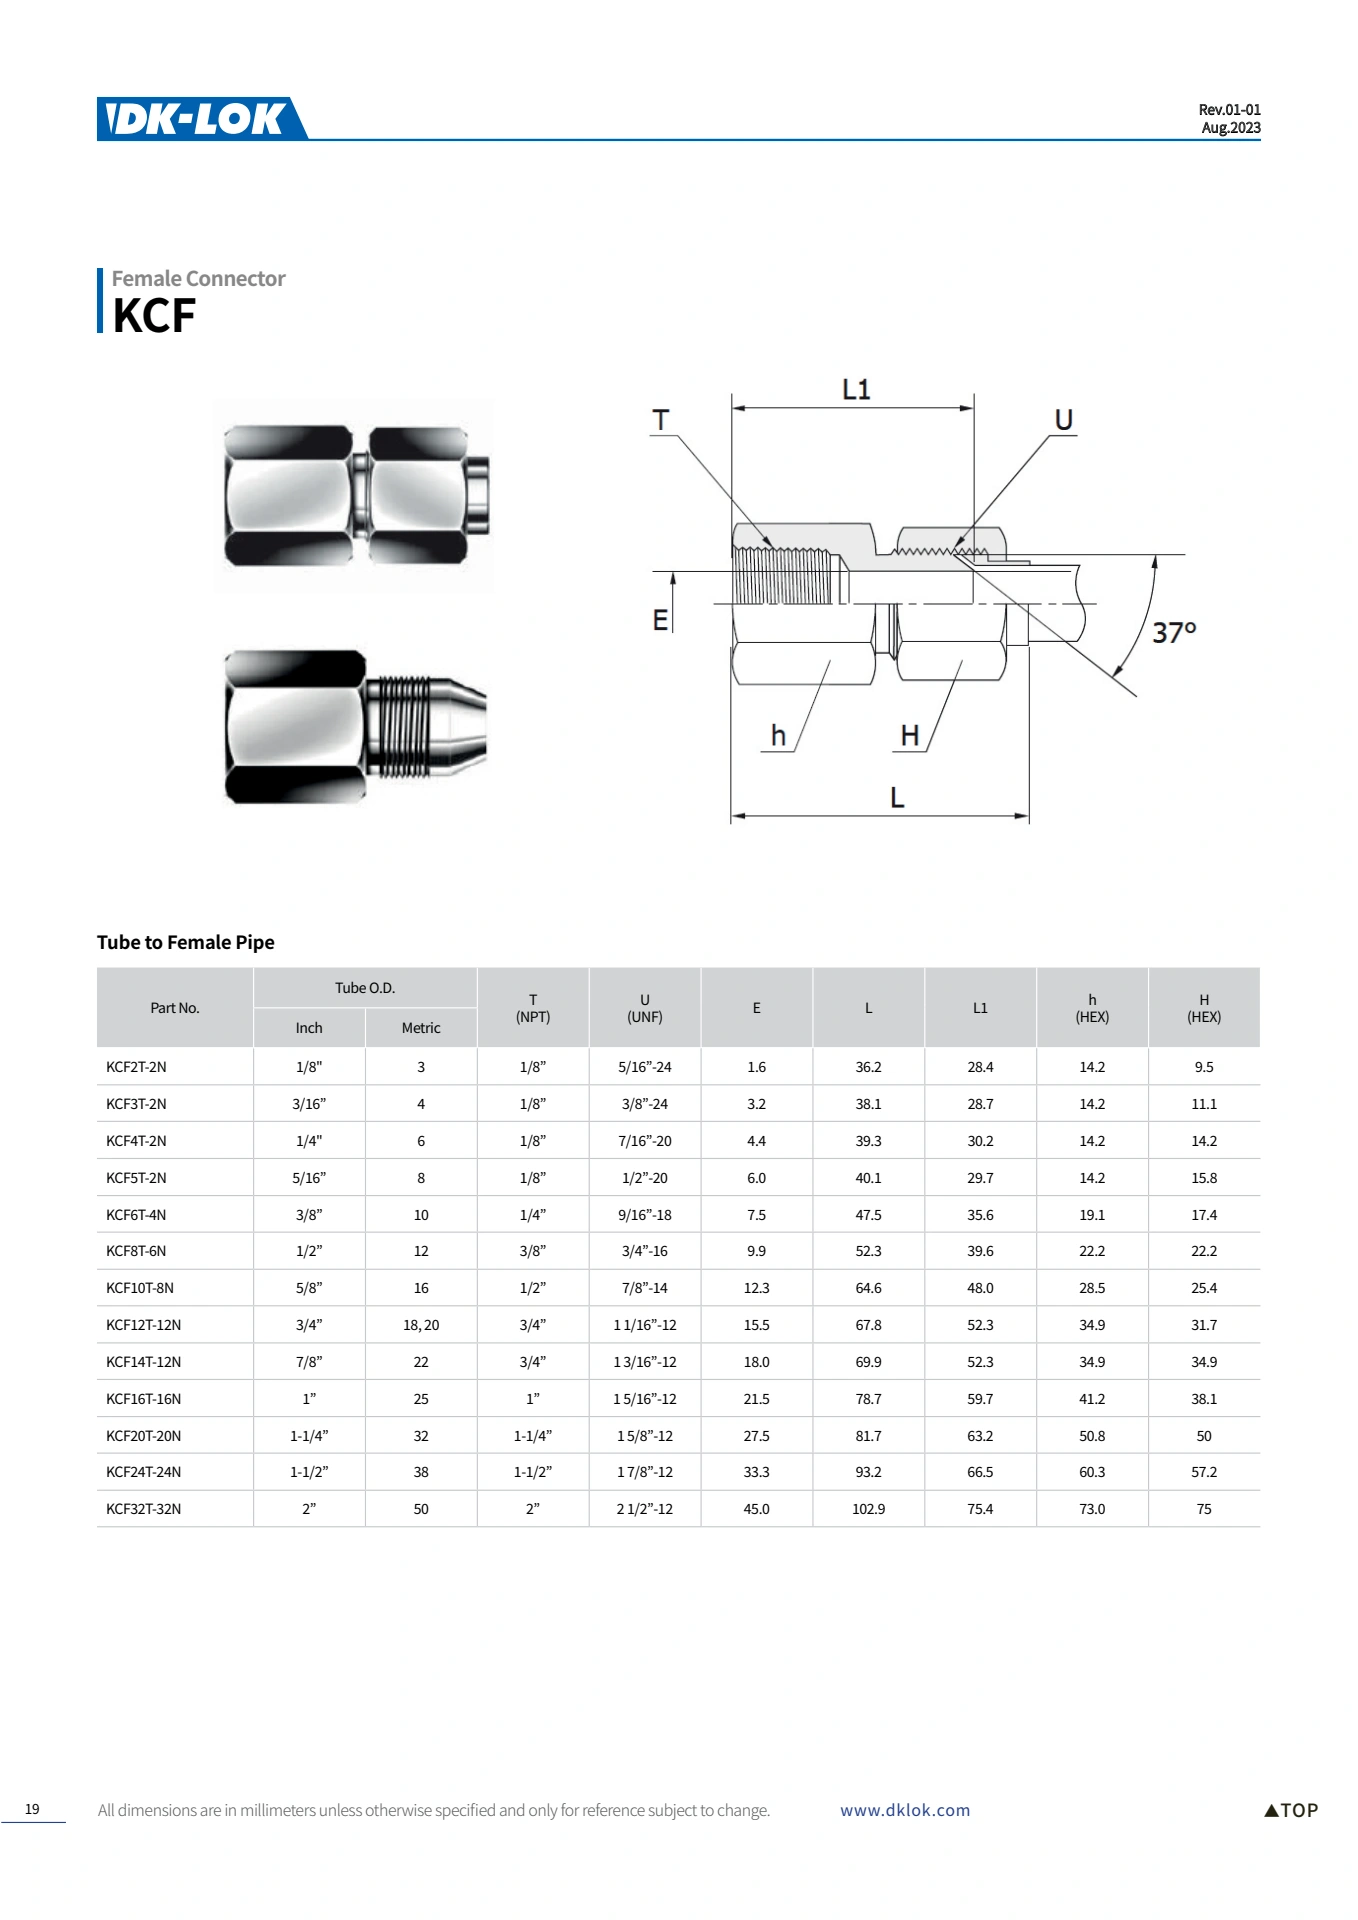 DK-LOK
Rev.01-01
Aug.2023
Female Connector
KCF
L1
T
U
E
37°
h
H
L
Tube to Female Pipe
Part No. Tube O.D. T (NPT) U (UNF) E L L1 h (HEX) H (HEX)
Inch Metric
KCF2T-2N 1/8" 3 1/8” 5/16”-24 1.6 36.2 28.4 14.2 9.5
KCF3T-2N 3/16” 4 1/8” 3/8”-24 3.2 38.1 28.7 14.2 11.1
KCF4T-2N 1/4" 6 1/8” 7/16”-20 4.4 39.3 30.2 14.2 14.2
KCF5T-2N 5/16” 8 1/8” 1/2”-20 6.0 40.1 29.7 14.2 15.8
KCF6T-4N 3/8” 10 1/4” 9/16”-18 7.5 47.5 35.6 19.1 17.4
KCF8T-6N 1/2” 12 3/8” 3/4”-16 9.9 52.3 39.6 22.2 22.2
KCF10T-8N 5/8” 16 1/2” 7/8”-14 12.3 64.6 48.0 28.5 25.4
KCF12T-12N 3/4” 18, 20 3/4” 1 1/16”-12 15.5 67.8 52.3 34.9 31.7
KCF14T-12N 7/8” 22 3/4” 1 3/16”-12 18.0 69.9 52.3 34.9 34.9
KCF16T-16N 1” 25 1” 1 5/16”-12 21.5 78.7 59.7 41.2 38.1
KCF20T-20N 1-1/4” 32 1-1/4” 1 5/8”-12 27.5 81.7 63.2 50.8 50
KCF24T-24N 1-1/2” 38 1-1/2” 1 7/8”-12 33.3 93.2 66.5 60.3 57.2
KCF32T-32N 2” 50 2” 2 1/2”-12 45.0 102.9 75.4 73.0 75
19 All dimensions are in millimeters unless otherwise specified and only for reference subject to change. www.dklok.com ▲TOP